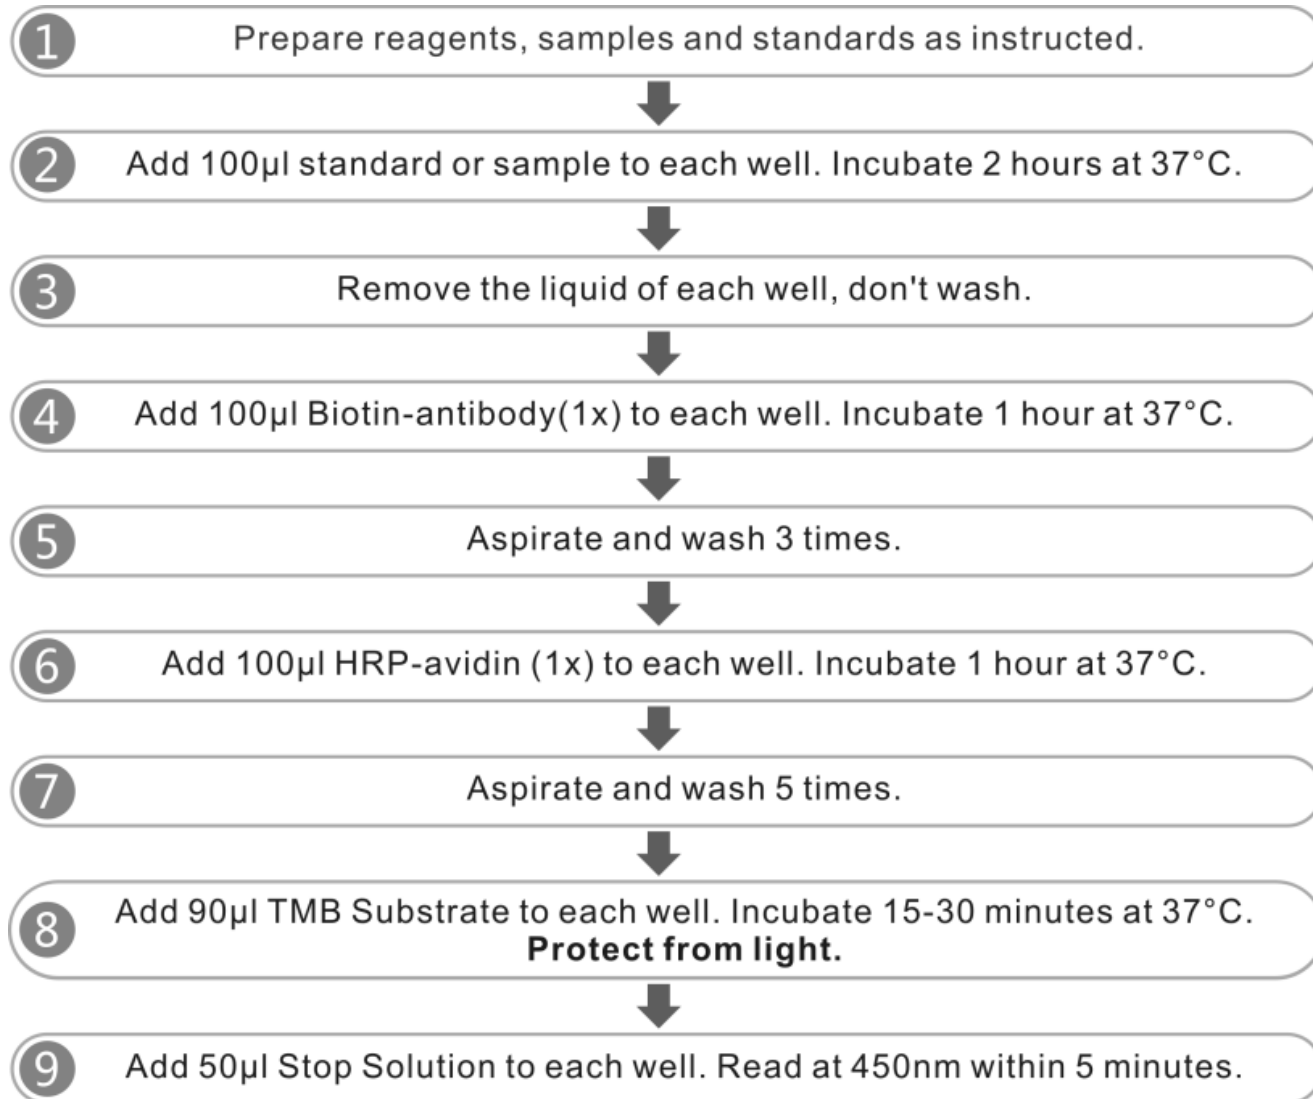 1 Prepare reagents, samples and standards as instructed.
2 Add 100µl standard or sample to each well. Incubate 2 hours at 37°C.
3 Remove the liquid of each well, don't wash.
4 Add 100µl Biotin-antibody(1x) to each well. Incubate 1 hour at 37°C.
5 Aspirate and wash 3 times.
6 Add 100µl HRP-avidin (1x) to each well. Incubate 1 hour at 37°C.
7 Aspirate and wash 5 times.
8 Add 90µl TMB Substrate to each well. Incubate 15-30 minutes at 37°C.
Protect from light.
9 Add 50µl Stop Solution to each well. Read at 450nm within 5 minutes.